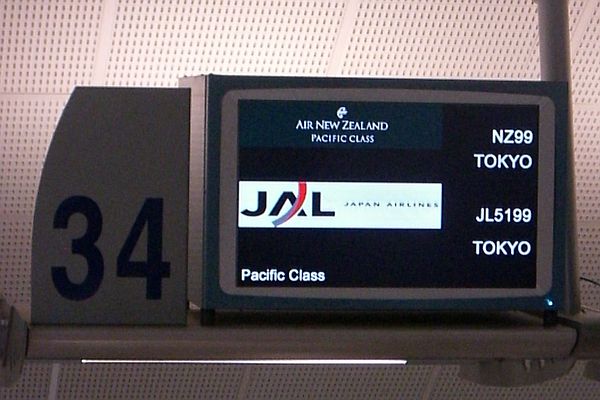 34
AIR NEW ZEALAND
PACIFIC CLASS
NZ99
TOKYO
JAL JAPAN AIRLINES
JL5199
TOKYO
Pacific Class